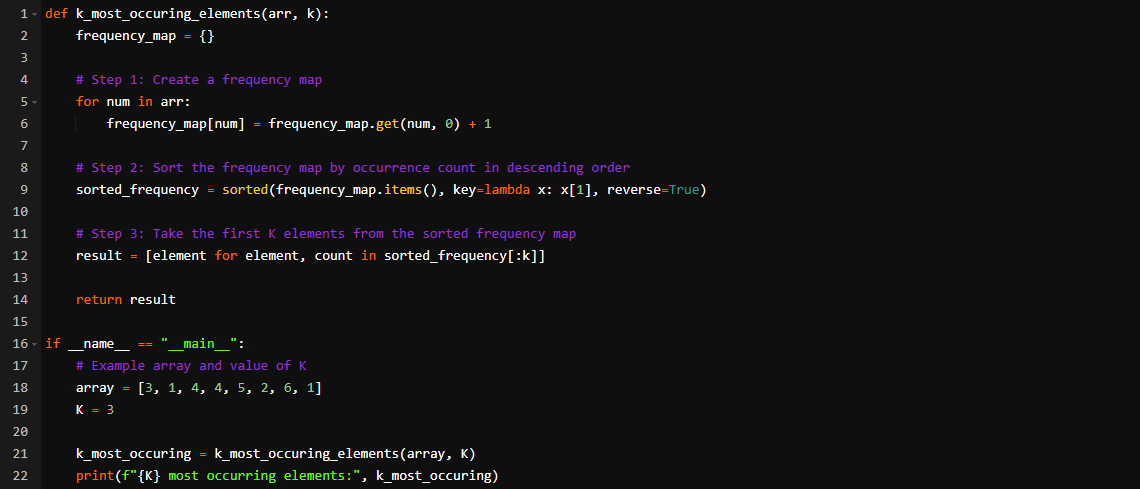 1 def k_most_occuring_elements(arr, k):
2     frequency_map = {}
3
4     # Step 1: Create a frequency map
5     for num in arr:
6         frequency_map[num] = frequency_map.get(num, 0) + 1
7
8     # Step 2: Sort the frequency map by occurrence count in descending order
9     sorted_frequency = sorted(frequency_map.items(), key=lambda x: x[1], reverse=True)
10
11     # Step 3: Take the first K elements from the sorted frequency map
12     result = [element for element, count in sorted_frequency[:k]]
13
14     return result
15
16 if __name__ == "__main__":
17     # Example array and value of K
18     array = [3, 1, 4, 4, 5, 2, 6, 1]
19     K = 3
20
21     k_most_occuring = k_most_occuring_elements(array, K)
22     print(f"{K} most occurring elements:", k_most_occuring)